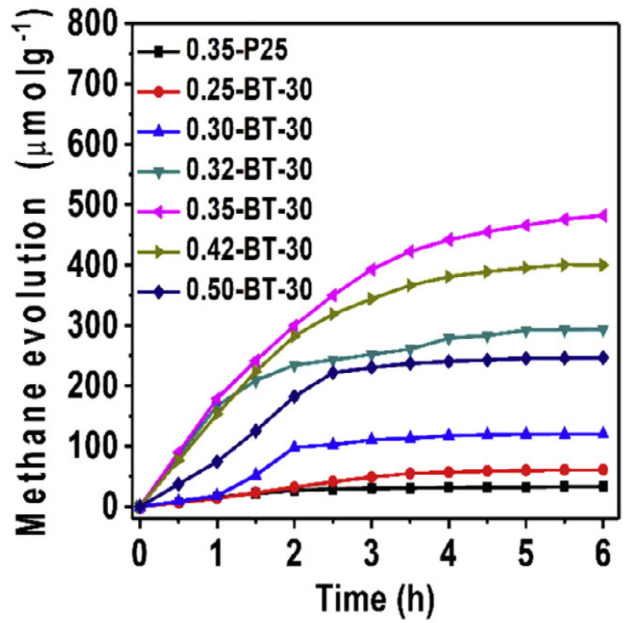 800
700
600
500
400
300
200
100
0
Methane evolution (μmolg⁻¹)
0.35-P25
0.25-BT-30
0.30-BT-30
0.32-BT-30
0.35-BT-30
0.42-BT-30
0.50-BT-30
0 1 2 3 4 5 6
Time (h)